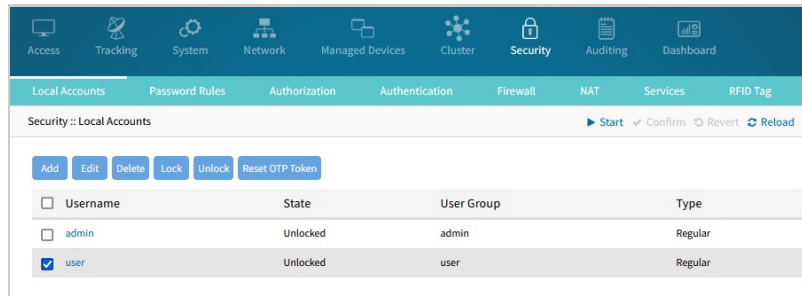 Access Tracking System Network Managed Devices Cluster Security Auditing Dashboard
Local Accounts Password Rules Authorization Authentication Firewall NAT Services RFID Tag
Security :: Local Accounts Start Confirm Revert Reload
Add Edit Delete Lock Unlock Reset OTP Token
Username State User Group Type
admin Unlocked admin Regular
user Unlocked user Regular